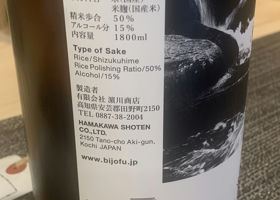 米麹(国産米)
精米歩合 50%
アルコール分 15%
内容量 1800ml
Type of Sake
Rice/Shizukuhime
Rice Polishing Ratio/50%
Alcohol/15%
製造者
有限会社 濵川商店
高知県安芸郡田野町2150
TEL 0887-38-2004
HAMAKAWA SHOTEN
CO.,LTD.
2150 Tano-cho Aki-gun,
Kochi JAPAN
www.bijofu.jp